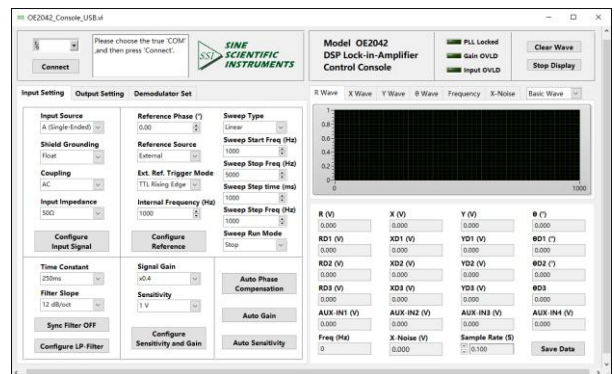 OE2042_Console_USB.vi
Please choose the true 'COM'
,and then press 'Connect'.
Connect
SSI
SINE
SCIENTIFIC
INSTRUMENTS
Model OE2042
DSP Lock-in-Amplifier
Control Console
PLL Locked
Gain OVLD
Input OVLD
Clear Wave
Stop Display
Input Setting Output Setting Demodulator Set
Input Source
A (Single-Ended)
Shield Grounding
Float
Coupling
AC
Input Impedance
50Ω
Configure
Input Signal
Reference Phase (°)
0.00
Reference Source
External
Ext. Ref. Trigger Mode
TTL Rising Edge
Internal Frequency (Hz)
1000
Configure
Reference
Sweep Type
Linear
Sweep Start Freq (Hz)
1000
Sweep Stop Freq (Hz)
5000
Sweep Step time (ms)
1000
Sweep Step Freq (Hz)
1000
Sweep Run Mode
Stop
Time Constant
250ms
Filter Slope
12 dB/oct
Sync Filter OFF
Configure LP-Filter
Signal Gain
x0.4
Sensitivity
1 V
Configure
Sensitivity and Gain
Auto Phase
Compensation
Auto Gain
Auto Sensitivity
R Wave X Wave Y Wave θ Wave Frequency X-Noise Basic Wave
1
0.8
0.6
0.4
0.2
0
0 1000
R (V) X (V) Y (V) θ (°)
0.000 0.000 0.000 0.000
RD1 (V) XD1 (V) YD1 (V) θD1 (°)
0.000 0.000 0.000 0.000
RD2 (V) XD2 (V) YD2 (V) θD2 (°)
0.000 0.000 0.000 0.000
RD3 (V) XD3 (V) YD3 (V) θD3
0.000 0.000 0.000 0.000
AUX-IN1 (V) AUX-IN2 (V) AUX-IN3 (V) AUX-IN4 (V)
0.000 0.000 0.000 0.000
Freq (Hz) X-Noise (V) Sample Rate (S)
0 0.000 0.100 Save Data